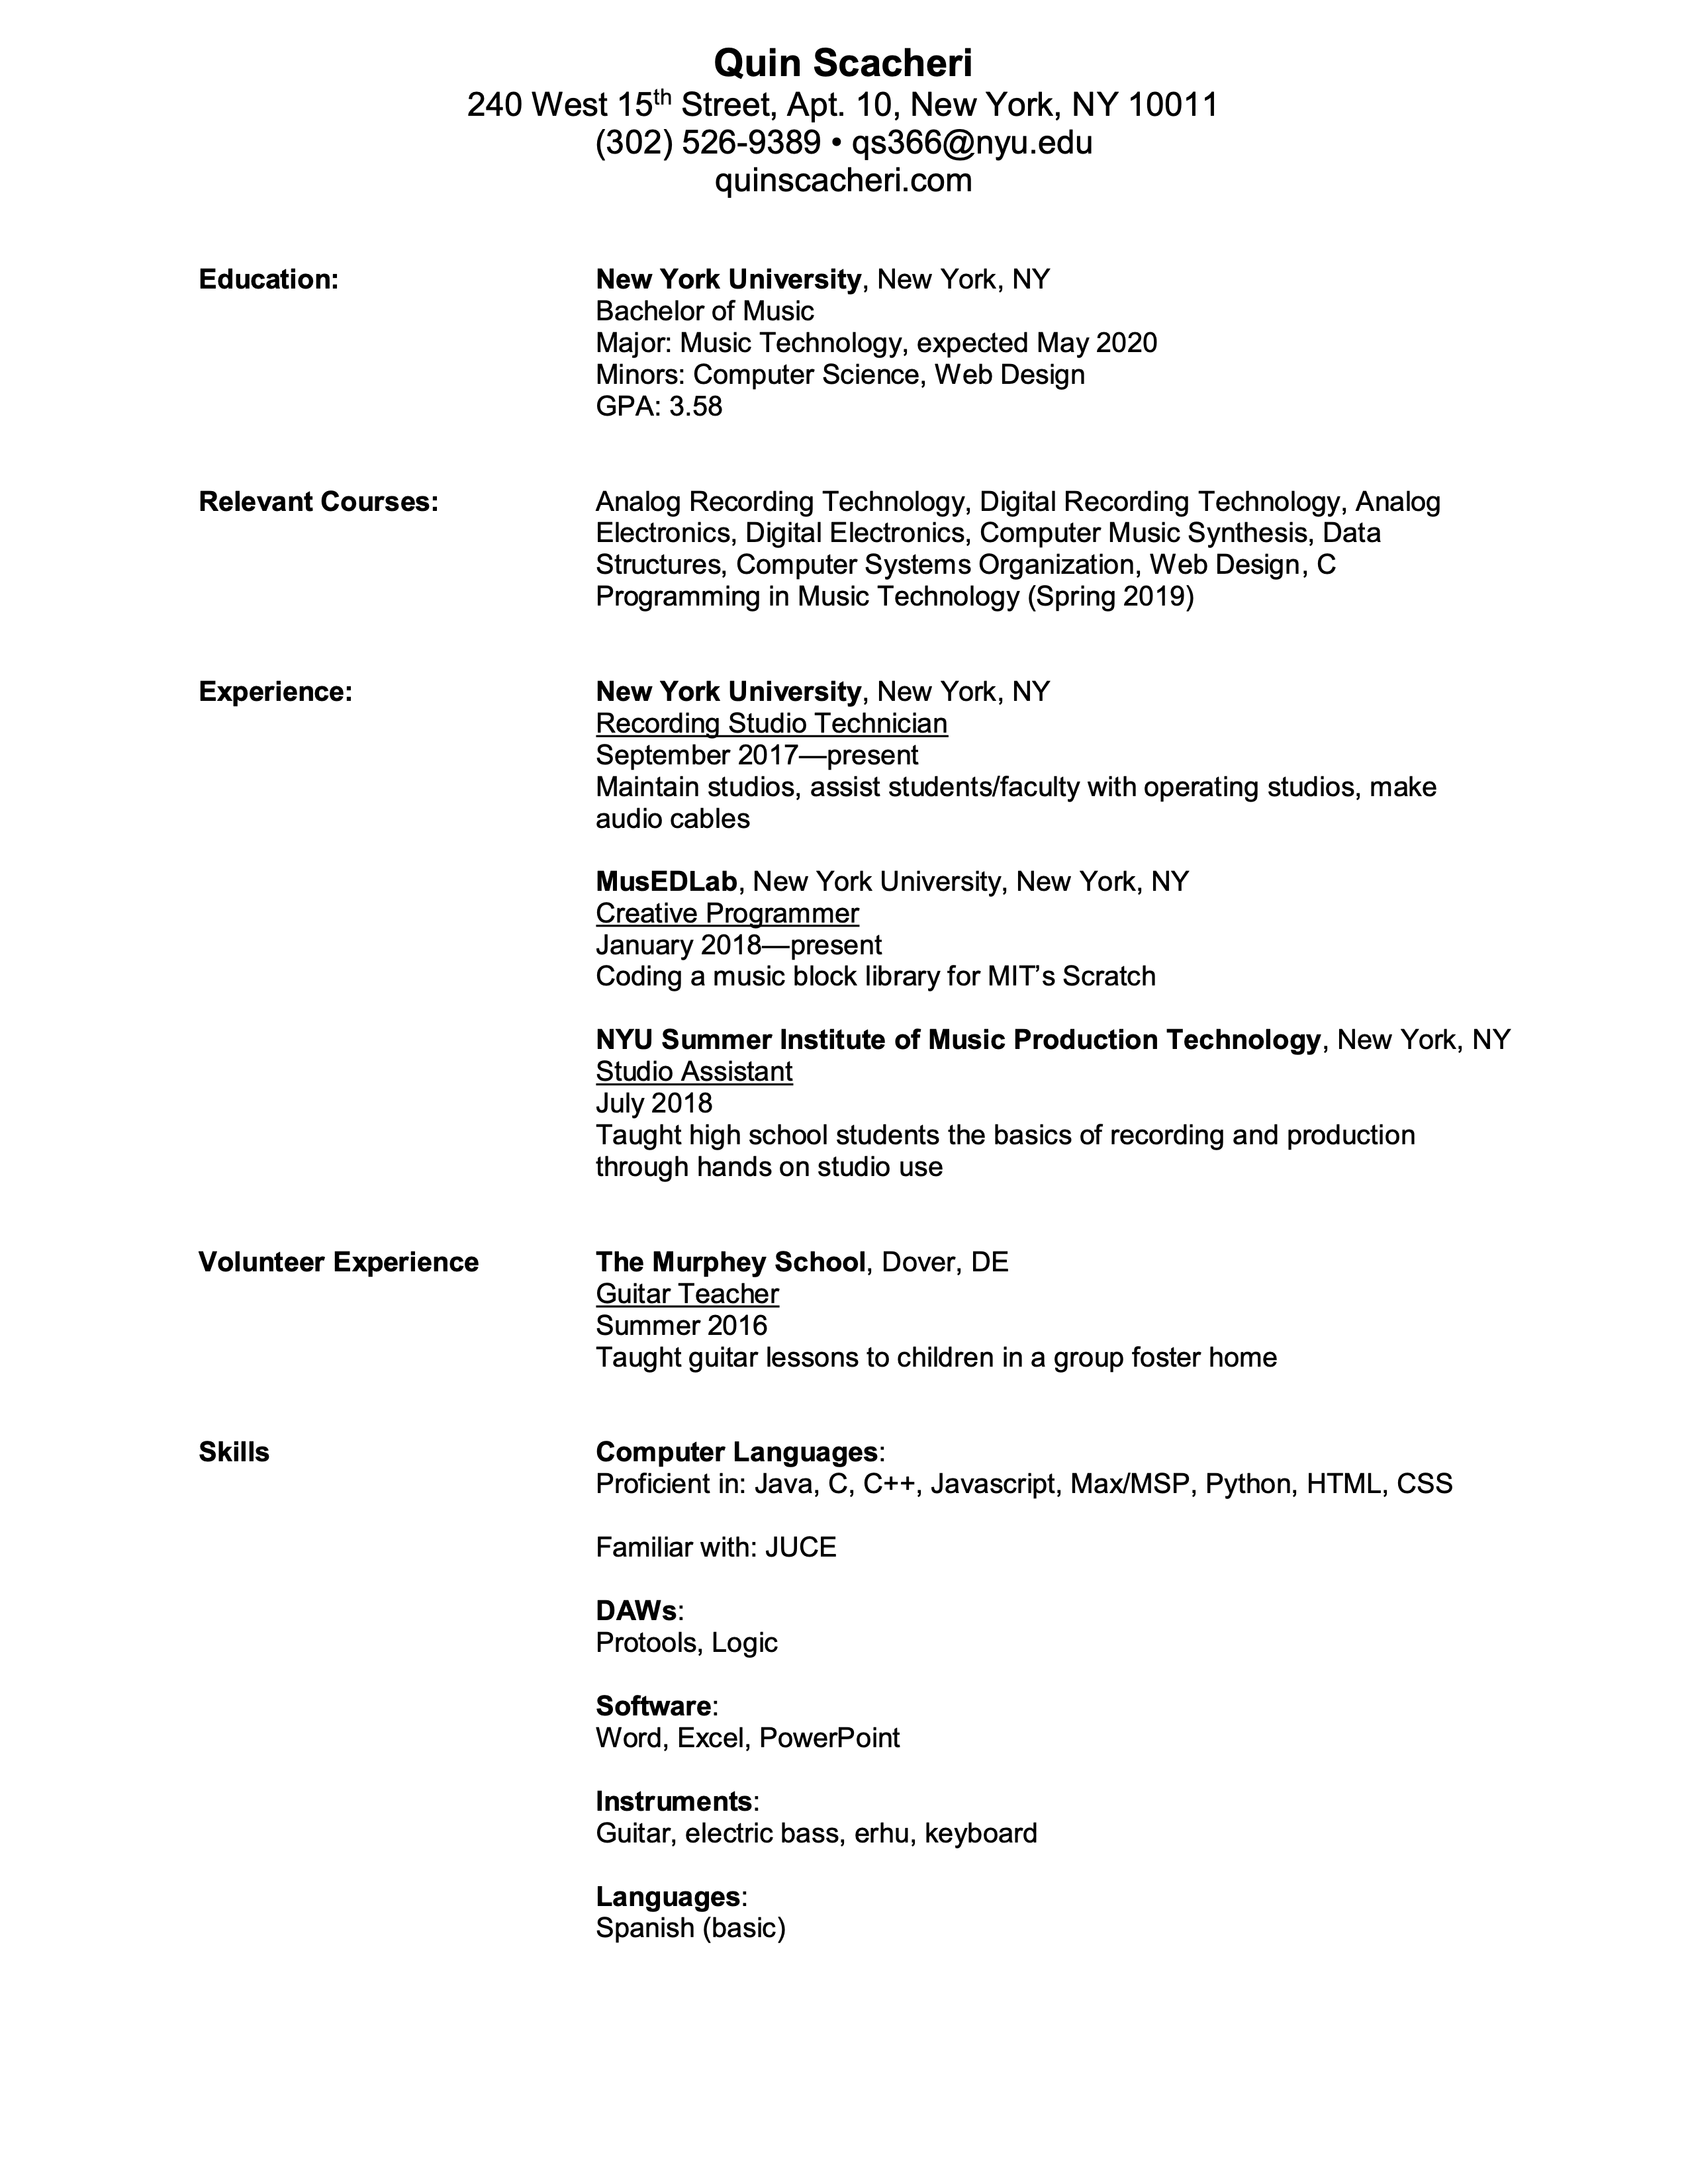 Quin Scacheri
240 West 15th Street, Apt. 10, New York, NY 10011
(302) 526-9389 • qs366@nyu.edu
quinscacheri.com
Education:
New York University, New York, NY
Bachelor of Music
Major: Music Technology, expected May 2020
Minors: Computer Science, Web Design
GPA: 3.58
Relevant Courses:
Analog Recording Technology, Digital Recording Technology, Analog
Electronics, Digital Electronics, Computer Music Synthesis, Data
Structures, Computer Systems Organization, Web Design, C
Programming in Music Technology (Spring 2019)
Experience:
New York University, New York, NY
Recording Studio Technician
September 2017—present
Maintain studios, assist students/faculty with operating studios, make
audio cables
MusEDLab, New York University, New York, NY
Creative Programmer
January 2018—present
Coding a music block library for MIT’s Scratch
NYU Summer Institute of Music Production Technology, New York, NY
Studio Assistant
July 2018
Taught high school students the basics of recording and production
through hands on studio use
Volunteer Experience
The Murphey School, Dover, DE
Guitar Teacher
Summer 2016
Taught guitar lessons to children in a group foster home
Skills
Computer Languages:
Proficient in: Java, C, C++, Javascript, Max/MSP, Python, HTML, CSS
Familiar with: JUCE
DAWs:
Protools, Logic
Software:
Word, Excel, PowerPoint
Instruments:
Guitar, electric bass, erhu, keyboard
Languages:
Spanish (basic)